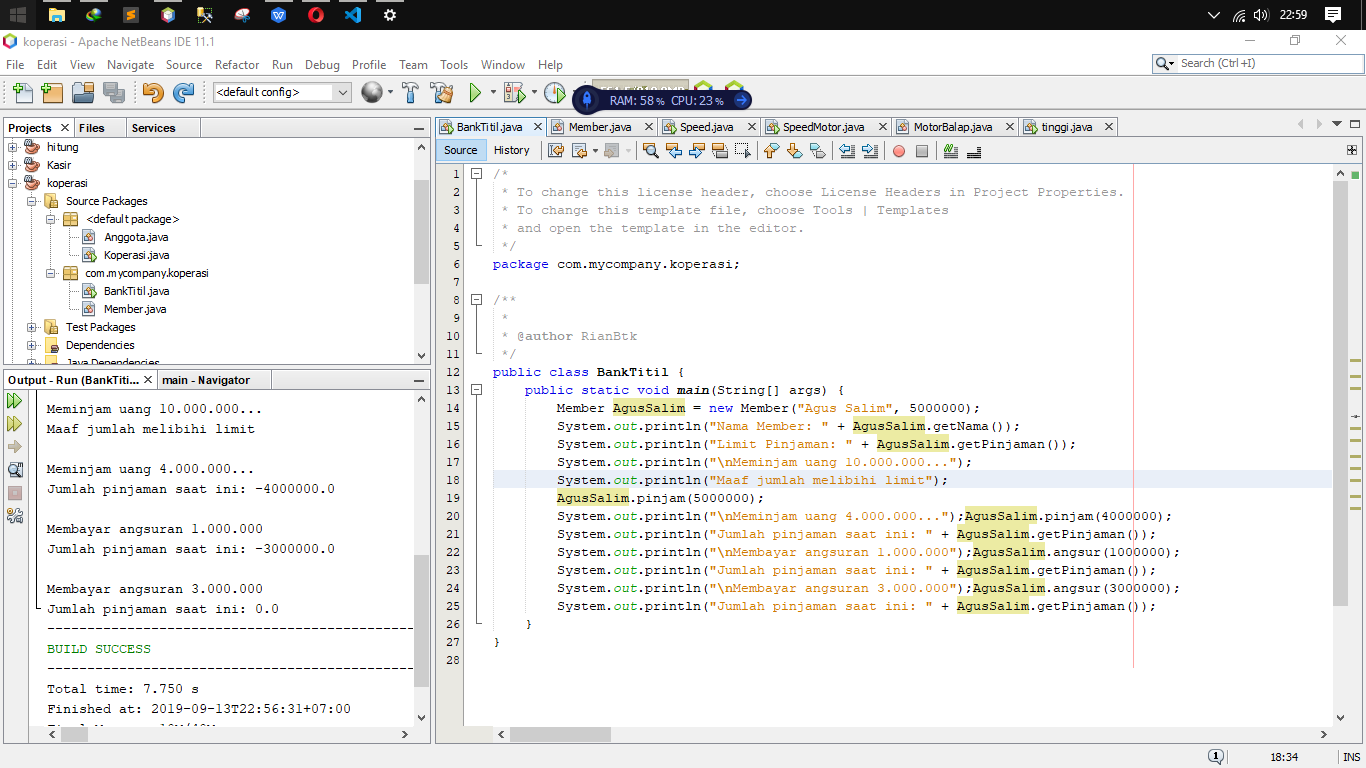 22:59
koperasi - Apache NetBeans IDE 11.1
File Edit View Navigate Source Refactor Run Debug Profile Team Tools Window Help
Search (Ctrl+I)
<default config>
RAM: 58 % CPU: 23 %
Projects Files Services
hitung
Kasir
koperasi
Source Packages
<default package>
Anggota.java
Koperasi.java
com.mycompany.koperasi
BankTitil.java
Member.java
Test Packages
Dependencies
Java Dependencies
Output - Run (BankTiti... main - Navigator
Meminjam uang 10.000.000...
Maaf jumlah melibihi limit
Meminjam uang 4.000.000...
Jumlah pinjaman saat ini: -4000000.0
Membayar angsuran 1.000.000
Jumlah pinjaman saat ini: -3000000.0
Membayar angsuran 3.000.000
Jumlah pinjaman saat ini: 0.0
------------------------------------------------
BUILD SUCCESS
------------------------------------------------
Total time: 7.750 s
Finished at: 2019-09-13T22:56:31+07:00
BankTitil.java Member.java Speed.java SpeedMotor.java MotorBalap.java tinggi.java
Source History
1 /*
2 * To change this license header, choose License Headers in Project Properties.
3 * To change this template file, choose Tools | Templates
4 * and open the template in the editor.
5 */
6 package com.mycompany.koperasi;
7
8 /**
9 *
10 * @author RianBtk
11 */
12 public class BankTitil {
13 public static void main(String[] args) {
14 Member AgusSalim = new Member("Agus Salim", 5000000);
15 System.out.println("Nama Member: " + AgusSalim.getNama());
16 System.out.println("Limit Pinjaman: " + AgusSalim.getPinjaman());
17 System.out.println("\nMeminjam uang 10.000.000...");
18 System.out.println("Maaf jumlah melibihi limit");
19 AgusSalim.pinjam(5000000);
20 System.out.println("\nMeminjam uang 4.000.000...");AgusSalim.pinjam(4000000);
21 System.out.println("Jumlah pinjaman saat ini: " + AgusSalim.getPinjaman());
22 System.out.println("\nMembayar angsuran 1.000.000");AgusSalim.angsur(1000000);
23 System.out.println("Jumlah pinjaman saat ini: " + AgusSalim.getPinjaman());
24 System.out.println("\nMembayar angsuran 3.000.000");AgusSalim.angsur(3000000);
25 System.out.println("Jumlah pinjaman saat ini: " + AgusSalim.getPinjaman());
26 }
27 }
28
1 18:34 INS